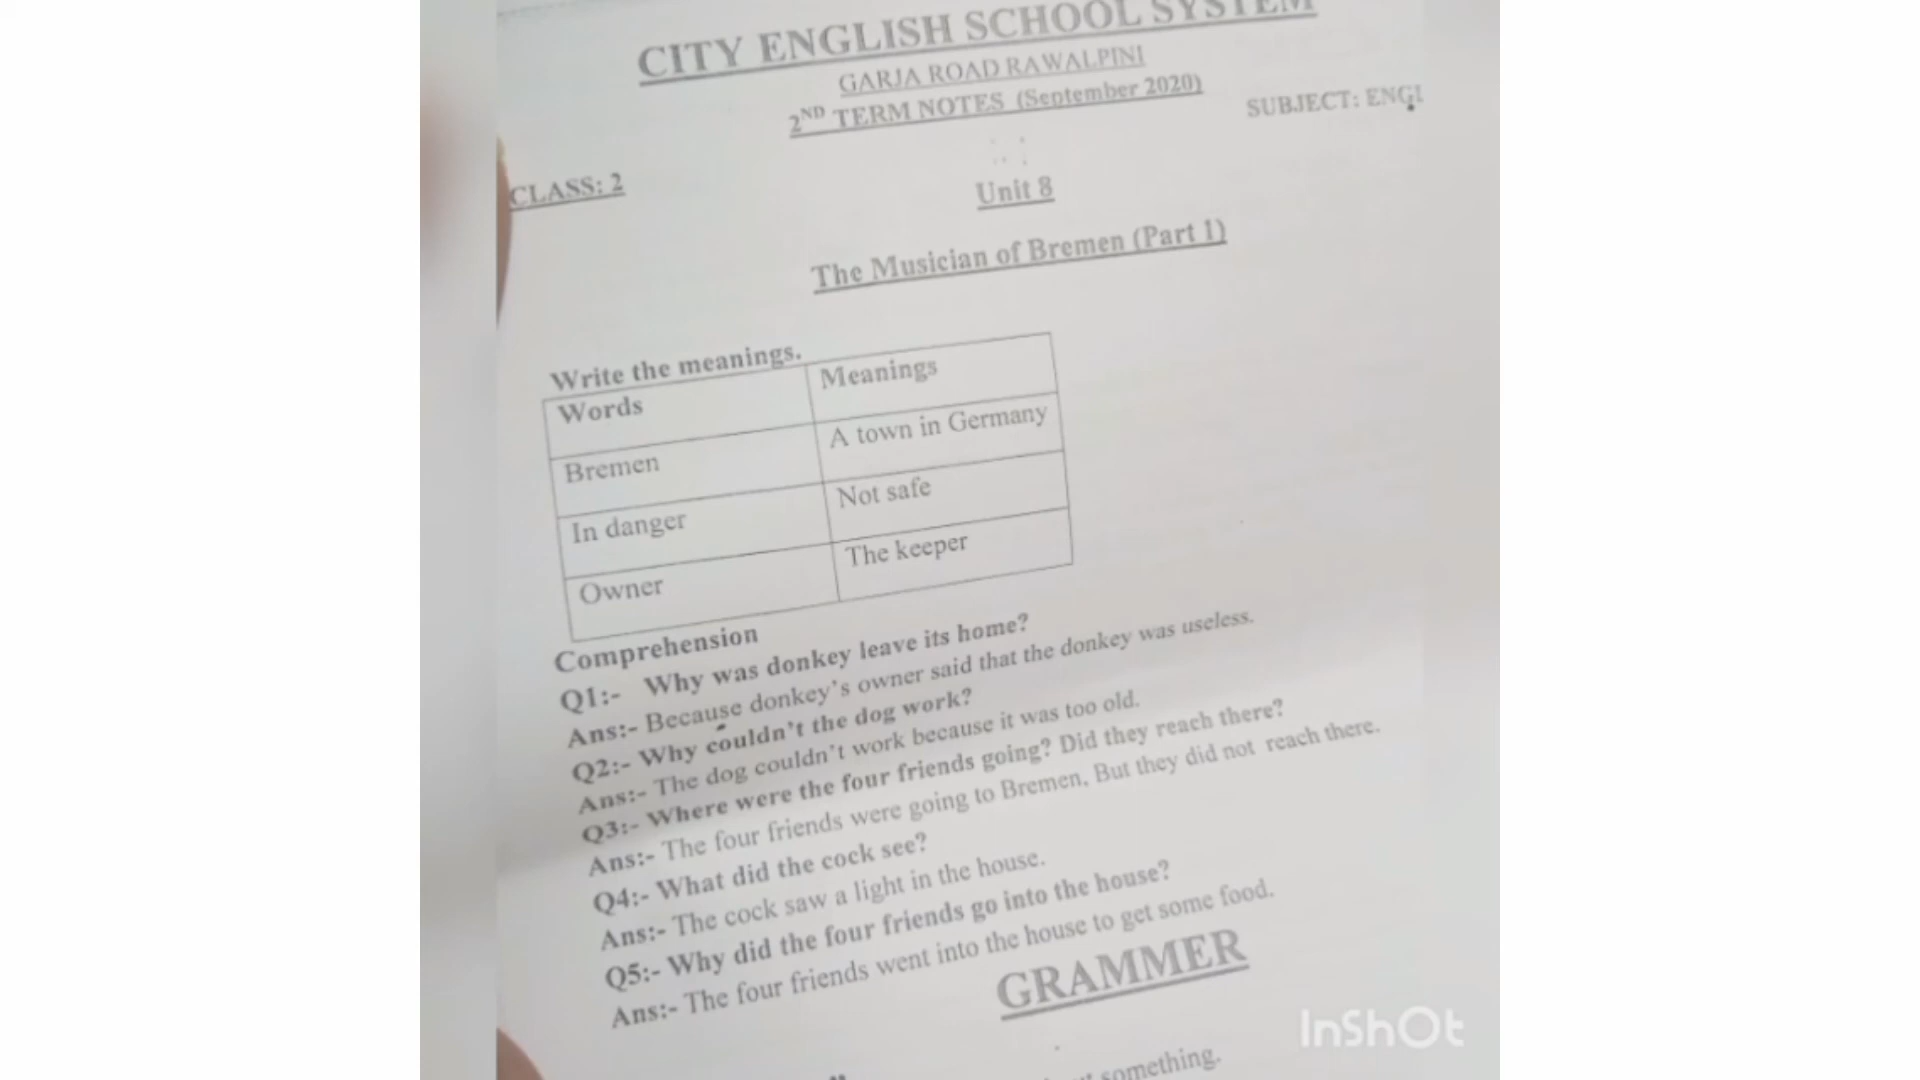 CITY ENGLISH SCHOOL SYSTEM
GARJA ROAD RAWALPINI
2ND TERM NOTES (September 2020)
SUBJECT: ENGL
CLASS: 2
Unit 8
The Musician of Bremen (Part 1)
Write the meanings.
Words Meanings
Bremen A town in Germany
In danger Not safe
Owner The keeper
Comprehension
Q1:- Why was donkey leave its home?
Ans:- Because donkey's owner said that the donkey was useless.
Q2:- Why couldn't the dog work?
Ans:- The dog couldn't work because it was too old.
Q3:- Where were the four friends going? Did they reach there?
Ans:- The four friends were going to Bremen, But they did not reach there.
Q4:- What did the cock see?
Ans:- The cock saw a light in the house.
Q5:- Why did the four friends go into the house?
Ans:- The four friends went into the house to get some food.
GRAMMER
something.
InShOt